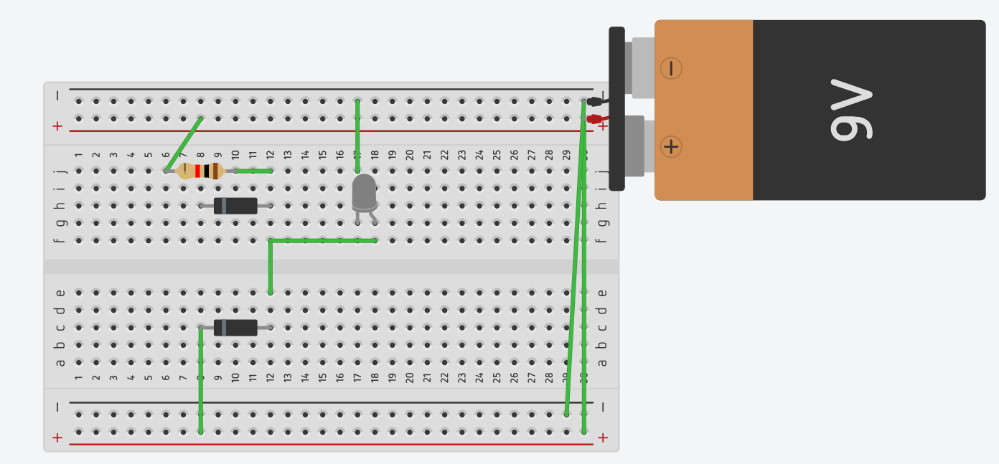 − −
+ +
1 2 3 4 5 6 7 8 9 10 11 12 13 14 15 16 17 18 19 20 21 22 23 24 25 26 27 28 29 30
j j
i i
h h
g g
f f
e e
d d
c c
b b
a a
1 2 3 4 5 6 7 8 9 10 11 12 13 14 15 16 17 18 19 20 21 22 23 24 25 26 27 28 29 30
− −
+ +
−
+
9V